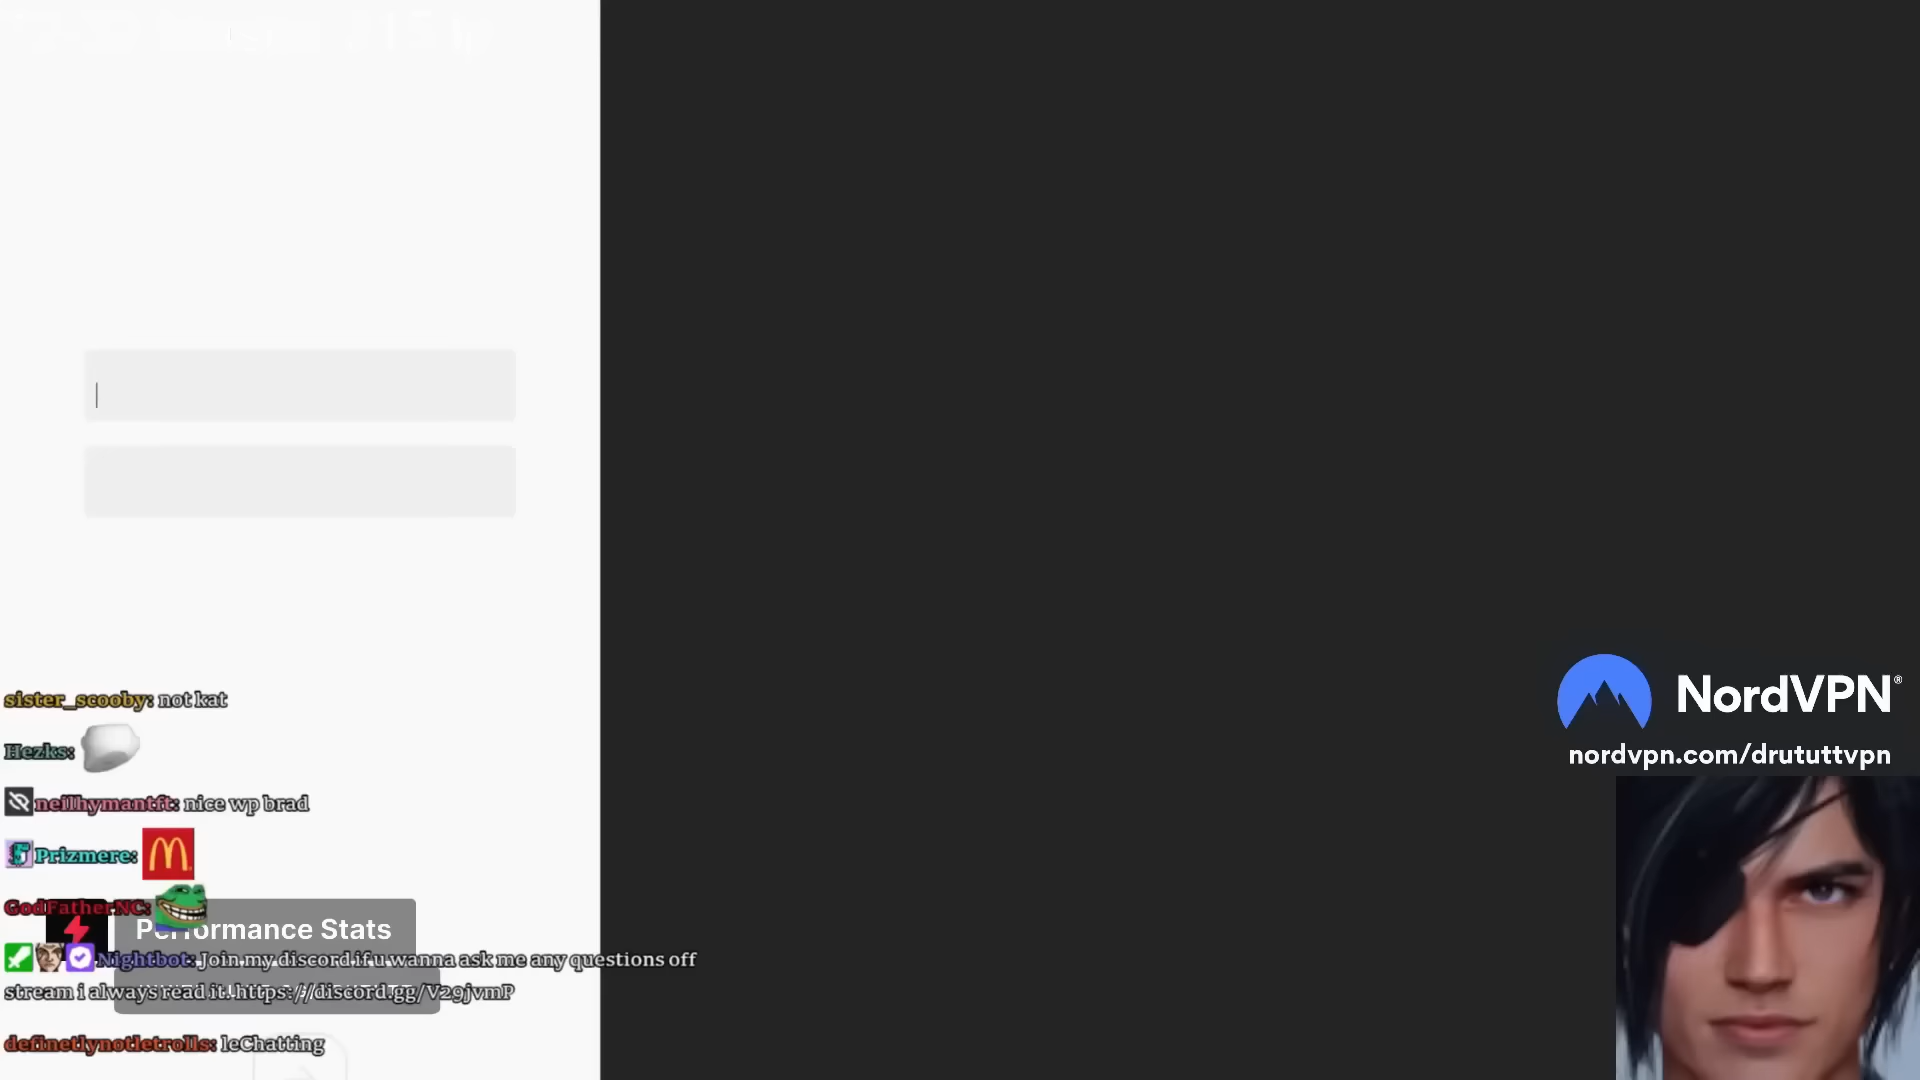 sister_scooby: not kat
NordVPN®
nordvpn.com/drututtvpn
Hezks:
neilhymantft: nice wp brad
Prizmere:
GodFatherNC:
Performance Stats
Nightbot: Join my discord if u wanna ask me any questions off
stream i always read it. https://discord.gg/V29jvmP
definetlynotletrolls: leChatting